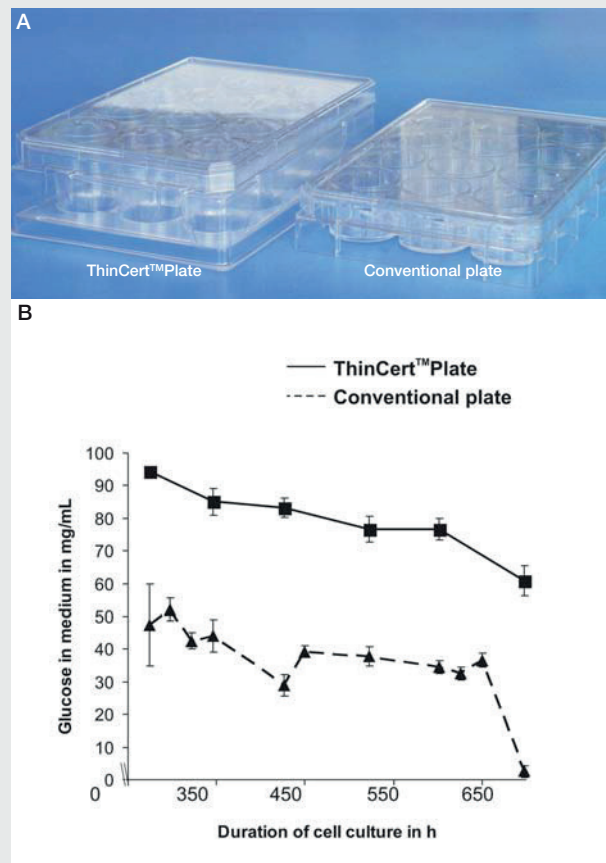 A
ThinCert™Plate
Conventional plate
B
ThinCert™Plate
Conventional plate
100
90
80
70
60
50
40
30
20
10
0
0 350 450 550 650
Glucose in medium in mg/mL
Duration of cell culture in h